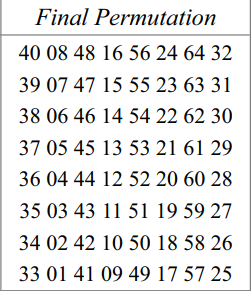 Final Permutation
40 08 48 16 56 24 64 32
39 07 47 15 55 23 63 31
38 06 46 14 54 22 62 30
37 05 45 13 53 21 61 29
36 04 44 12 52 20 60 28
35 03 43 11 51 19 59 27
34 02 42 10 50 18 58 26
33 01 41 09 49 17 57 25